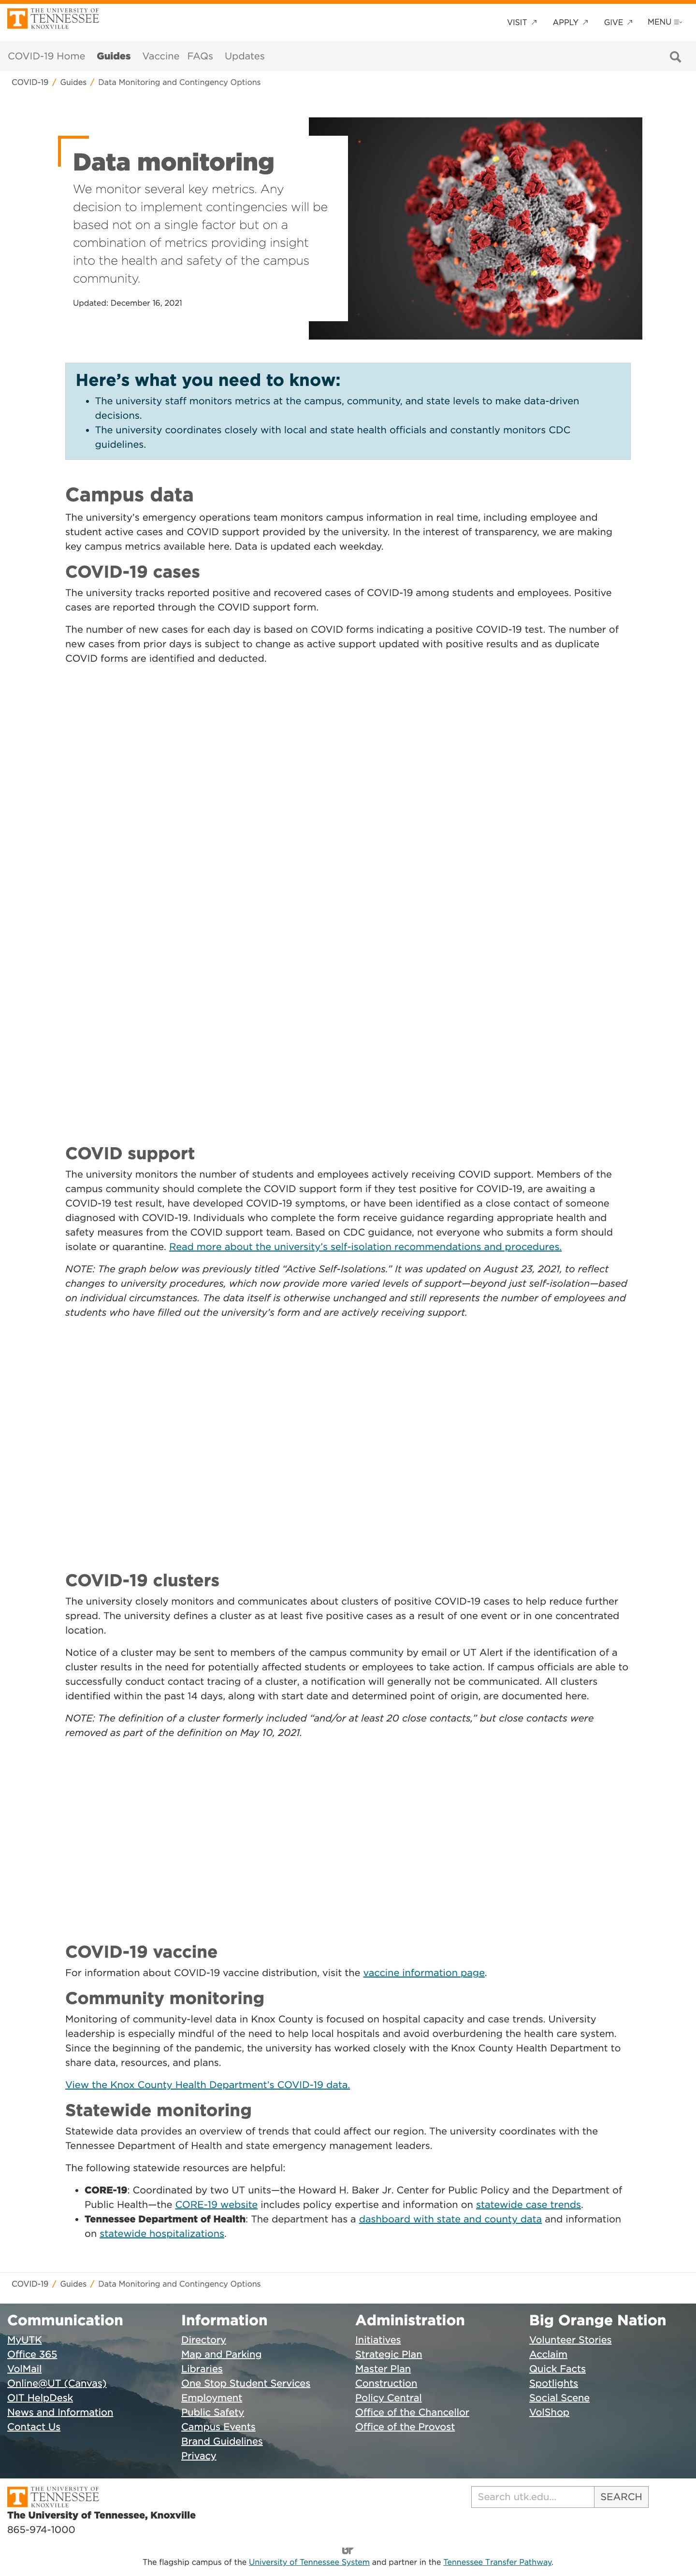 THE UNIVERSITY OF
TENNESSEE
KNOXVILLE
VISIT ↗ APPLY ↗ GIVE ↗ MENU
COVID-19 Home Guides Vaccine FAQs Updates
COVID-19 / Guides / Data Monitoring and Contingency Options
Data monitoring
We monitor several key metrics. Any
decision to implement contingencies will be
based not on a single factor but on a
combination of metrics providing insight
into the health and safety of the campus
community.
Updated: December 16, 2021
Here’s what you need to know:
• The university staff monitors metrics at the campus, community, and state levels to make data-driven
decisions.
• The university coordinates closely with local and state health officials and constantly monitors CDC
guidelines.
Campus data
The university’s emergency operations team monitors campus information in real time, including employee and
student active cases and COVID support provided by the university. In the interest of transparency, we are making
key campus metrics available here. Data is updated each weekday.
COVID-19 cases
The university tracks reported positive and recovered cases of COVID-19 among students and employees. Positive
cases are reported through the COVID support form.
The number of new cases for each day is based on COVID forms indicating a positive COVID-19 test. The number of
new cases from prior days is subject to change as active support updated with positive results and as duplicate
COVID forms are identified and deducted.
COVID support
The university monitors the number of students and employees actively receiving COVID support. Members of the
campus community should complete the COVID support form if they test positive for COVID-19, are awaiting a
COVID-19 test result, have developed COVID-19 symptoms, or have been identified as a close contact of someone
diagnosed with COVID-19. Individuals who complete the form receive guidance regarding appropriate health and
safety measures from the COVID support team. Based on CDC guidance, not everyone who submits a form should
isolate or quarantine. Read more about the university’s self-isolation recommendations and procedures.
NOTE: The graph below was previously titled “Active Self-Isolations.” It was updated on August 23, 2021, to reflect
changes to university procedures, which now provide more varied levels of support—beyond just self-isolation—based
on individual circumstances. The data itself is otherwise unchanged and still represents the number of employees and
students who have filled out the university’s form and are actively receiving support.
COVID-19 clusters
The university closely monitors and communicates about clusters of positive COVID-19 cases to help reduce further
spread. The university defines a cluster as at least five positive cases as a result of one event or in one concentrated
location.
Notice of a cluster may be sent to members of the campus community by email or UT Alert if the identification of a
cluster results in the need for potentially affected students or employees to take action. If campus officials are able to
successfully conduct contact tracing of a cluster, a notification will generally not be communicated. All clusters
identified within the past 14 days, along with start date and determined point of origin, are documented here.
NOTE: The definition of a cluster formerly included “and/or at least 20 close contacts,” but close contacts were
removed as part of the definition on May 10, 2021.
COVID-19 vaccine
For information about COVID-19 vaccine distribution, visit the vaccine information page.
Community monitoring
Monitoring of community-level data in Knox County is focused on hospital capacity and case trends. University
leadership is especially mindful of the need to help local hospitals and avoid overburdening the health care system.
Since the beginning of the pandemic, the university has worked closely with the Knox County Health Department to
share data, resources, and plans.
View the Knox County Health Department’s COVID-19 data.
Statewide monitoring
Statewide data provides an overview of trends that could affect our region. The university coordinates with the
Tennessee Department of Health and state emergency management leaders.
The following statewide resources are helpful:
• CORE-19: Coordinated by two UT units—the Howard H. Baker Jr. Center for Public Policy and the Department of
Public Health—the CORE-19 website includes policy expertise and information on statewide case trends.
• Tennessee Department of Health: The department has a dashboard with state and county data and information
on statewide hospitalizations.
COVID-19 / Guides / Data Monitoring and Contingency Options
Communication
MyUTK
Office 365
VolMail
Online@UT (Canvas)
OIT HelpDesk
News and Information
Contact Us
Information
Directory
Map and Parking
Libraries
One Stop Student Services
Employment
Public Safety
Campus Events
Brand Guidelines
Privacy
Administration
Initiatives
Strategic Plan
Master Plan
Construction
Policy Central
Office of the Chancellor
Office of the Provost
Big Orange Nation
Volunteer Stories
Acclaim
Quick Facts
Spotlights
Social Scene
VolShop
THE UNIVERSITY OF
TENNESSEE
KNOXVILLE
The University of Tennessee, Knoxville
865-974-1000
Search utk.edu... SEARCH
UT
The flagship campus of the University of Tennessee System and partner in the Tennessee Transfer Pathway.